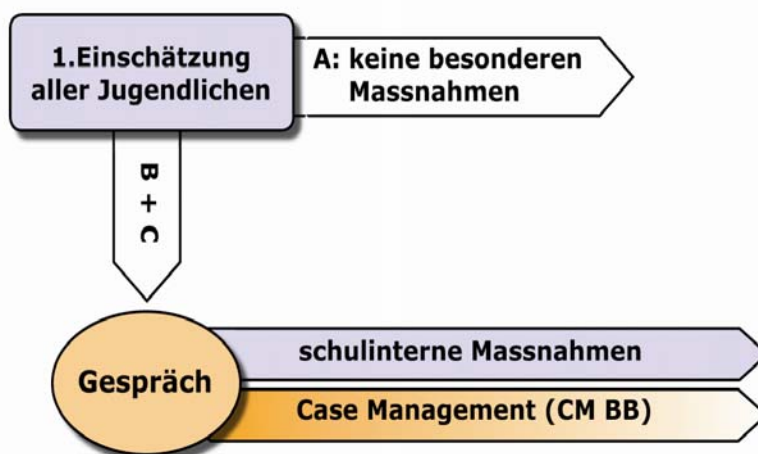 1.Einschätzung
aller Jugendlichen
A: keine besonderen
Massnahmen
B + C
Gespräch
schulinterne Massnahmen
Case Management (CM BB)